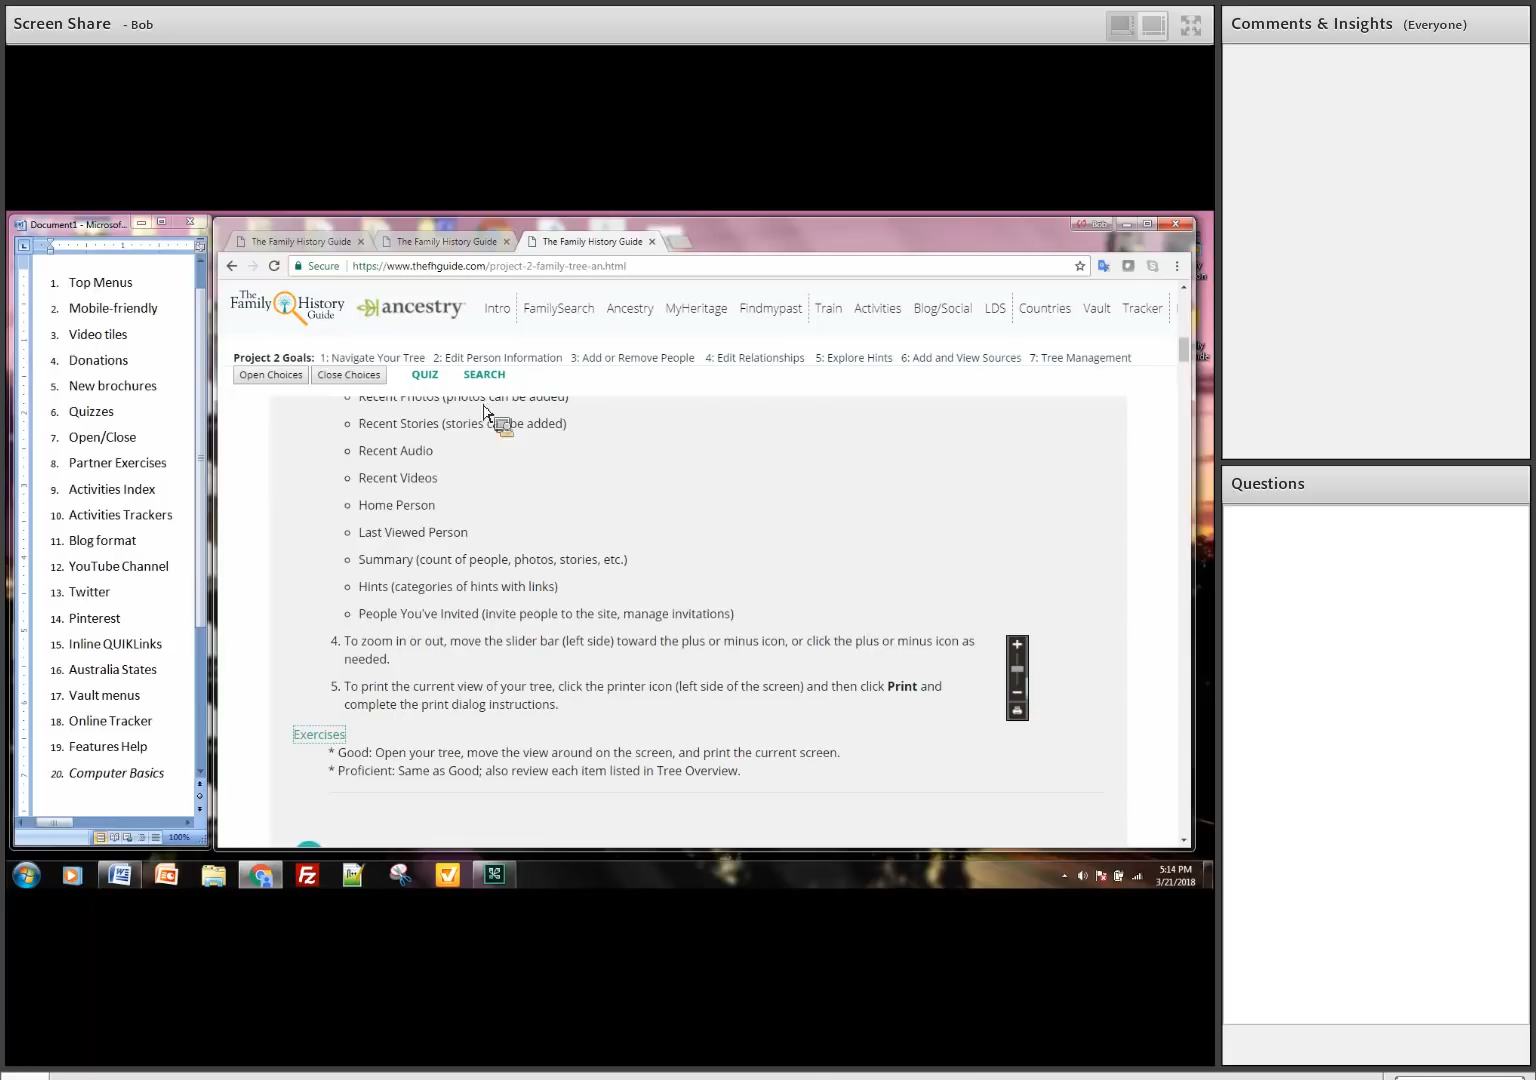 Screen Share - Bob
Comments & Insights (Everyone)
Questions
Document1 - Microsof...
1. Top Menus
2. Mobile-friendly
3. Video tiles
4. Donations
5. New brochures
6. Quizzes
7. Open/Close
8. Partner Exercises
9. Activities Index
10. Activities Trackers
11. Blog format
12. YouTube Channel
13. Twitter
14. Pinterest
15. Inline QUIKLinks
16. Australia States
17. Vault menus
18. Online Tracker
19. Features Help
20. Computer Basics
100%
Bob
The Family History Guide
The Family History Guide
The Family History Guide
Secure https://www.thefhguide.com/project-2-family-tree-an.html
The Family History Guide
ancestry
Intro FamilySearch Ancestry MyHeritage Findmypast Train Activities Blog/Social LDS Countries Vault Tracker
Project 2 Goals: 1: Navigate Your Tree 2: Edit Person Information 3: Add or Remove People 4: Edit Relationships 5: Explore Hints 6: Add and View Sources 7: Tree Management
Open Choices Close Choices QUIZ SEARCH
Recent Photos (photos can be added)
Recent Stories (stories be added)
Recent Audio
Recent Videos
Home Person
Last Viewed Person
Summary (count of people, photos, stories, etc.)
Hints (categories of hints with links)
People You've Invited (invite people to the site, manage invitations)
4. To zoom in or out, move the slider bar (left side) toward the plus or minus icon, or click the plus or minus icon as
needed.
5. To print the current view of your tree, click the printer icon (left side of the screen) and then click Print and
complete the print dialog instructions.
Exercises
* Good: Open your tree, move the view around on the screen, and print the current screen.
* Proficient: Same as Good; also review each item listed in Tree Overview.
5:14 PM
3/21/2018